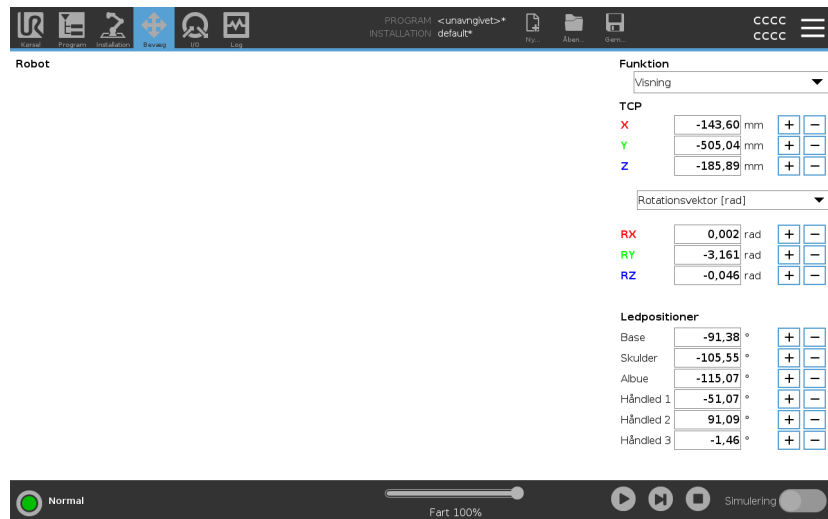 PROGRAM <unavngivet>*
INSTALLATION default*
Kørsel Program Installation Bevæg I/O Log
Ny... Åben... Gem...
cccc
cccc
Robot
Funktion
Visning
TCP
X -143,60 mm + −
Y -505,04 mm + −
Z -185,89 mm + −
Rotationsvektor [rad]
RX 0,002 rad + −
RY -3,161 rad + −
RZ -0,046 rad + −
Ledpositioner
Base -91,38 ° + −
Skulder -105,55 ° + −
Albue -115,07 ° + −
Håndled 1 -51,07 ° + −
Håndled 2 91,09 ° + −
Håndled 3 -1,46 ° + −
Normal
Fart 100%
Simulering